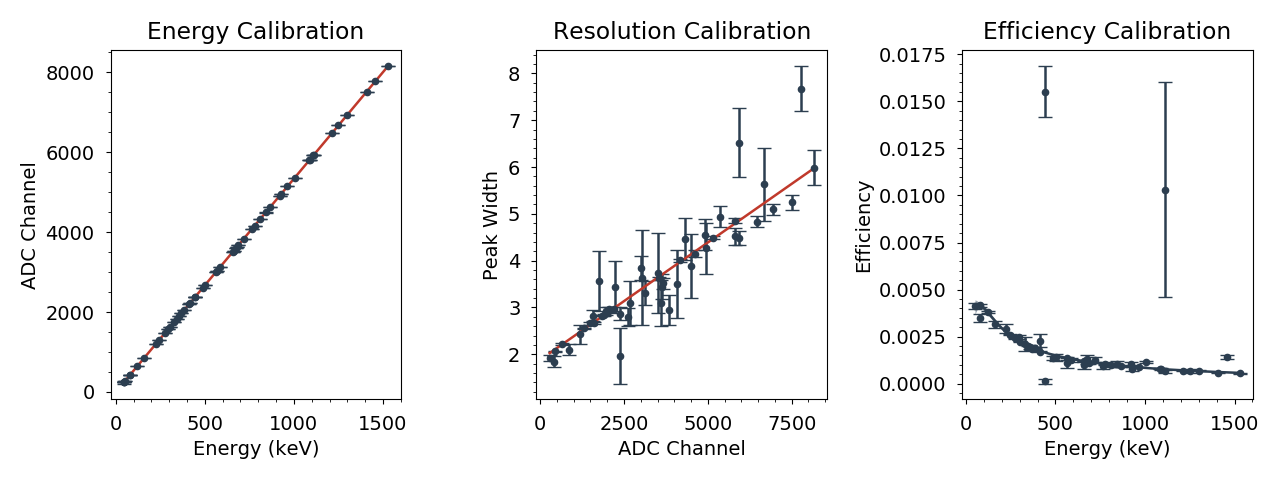 Energy Calibration
ADC Channel
8000
6000
4000
2000
0
0 500 1000 1500
Energy (keV)
Resolution Calibration
Peak Width
8
7
6
5
4
3
2
0 2500 5000 7500
ADC Channel
Efficiency Calibration
Efficiency
0.0175
0.0150
0.0125
0.0100
0.0075
0.0050
0.0025
0.0000
0 500 1000 1500
Energy (keV)